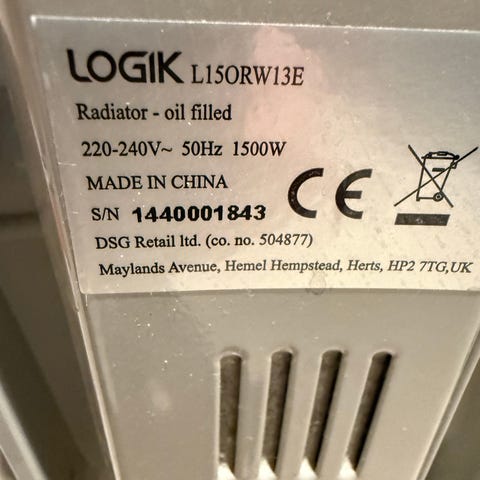 LOGIK L15ORW13E
Radiator - oil filled
220-240V~ 50Hz 1500W
MADE IN CHINA
S/N 1440001843
CE
DSG Retail ltd. (co. no. 504877)
Maylands Avenue, Hemel Hempstead, Herts, HP2 7TG,UK